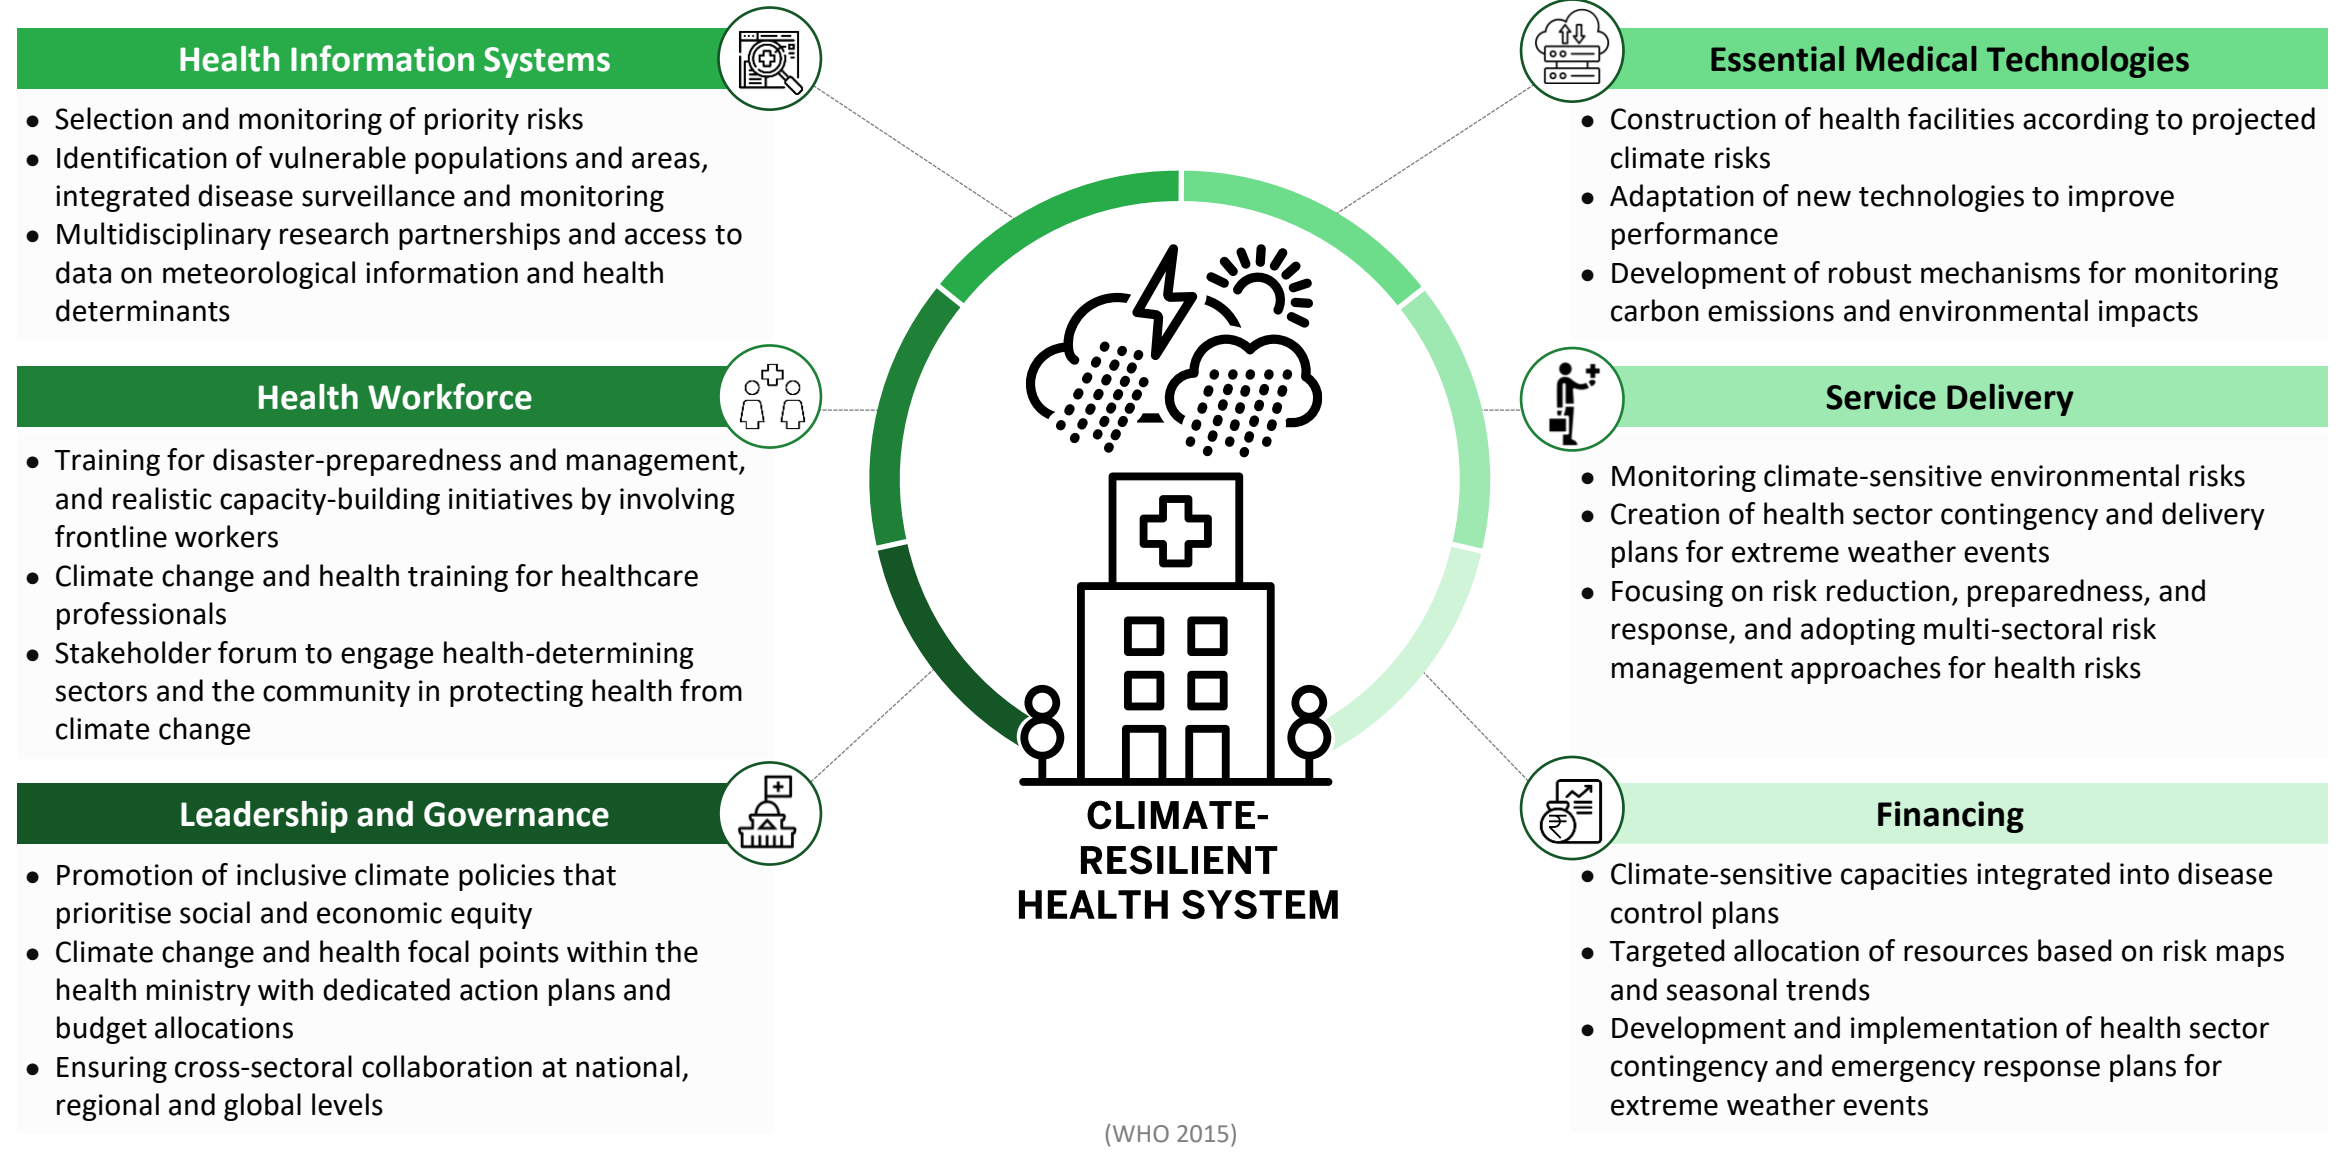 Health Information Systems
Selection and monitoring of priority risks
Identification of vulnerable populations and areas,
integrated disease surveillance and monitoring
Multidisciplinary research partnerships and access to
data on meteorological information and health
determinants
Health Workforce
Training for disaster-preparedness and management,
and realistic capacity-building initiatives by involving
frontline workers
Climate change and health training for healthcare
professionals
Stakeholder forum to engage health-determining
sectors and the community in protecting health from
climate change
Leadership and Governance
Promotion of inclusive climate policies that
prioritise social and economic equity
Climate change and health focal points within the
health ministry with dedicated action plans and
budget allocations
Ensuring cross-sectoral collaboration at national,
regional and global levels
CLIMATE-
RESILIENT
HEALTH SYSTEM
(WHO 2015)
Essential Medical Technologies
Construction of health facilities according to projected
climate risks
Adaptation of new technologies to improve
performance
Development of robust mechanisms for monitoring
carbon emissions and environmental impacts
Service Delivery
Monitoring climate-sensitive environmental risks
Creation of health sector contingency and delivery
plans for extreme weather events
Focusing on risk reduction, preparedness, and
response, and adopting multi-sectoral risk
management approaches for health risks
₹
Financing
Climate-sensitive capacities integrated into disease
control plans
Targeted allocation of resources based on risk maps
and seasonal trends
Development and implementation of health sector
contingency and emergency response plans for
extreme weather events